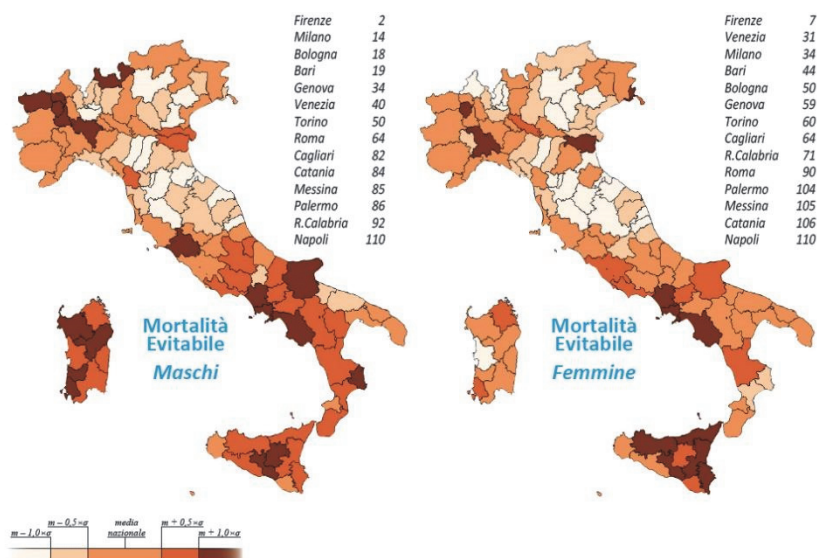 Firenze 2
Milano 14
Bologna 18
Bari 19
Genova 34
Venezia 40
Torino 50
Roma 64
Cagliari 82
Catania 84
Messina 85
Palermo 86
R.Calabria 92
Napoli 110
Mortalità
Evitabile
Maschi
Firenze 7
Venezia 31
Milano 34
Bari 44
Bologna 50
Genova 59
Torino 60
Cagliari 64
R.Calabria 71
Roma 90
Palermo 104
Messina 105
Catania 106
Napoli 110
Mortalità
Evitabile
Femmine
m – 0,5×σ media m + 0,5×σ
m – 1,0×σ nazionale m + 1,0×σ